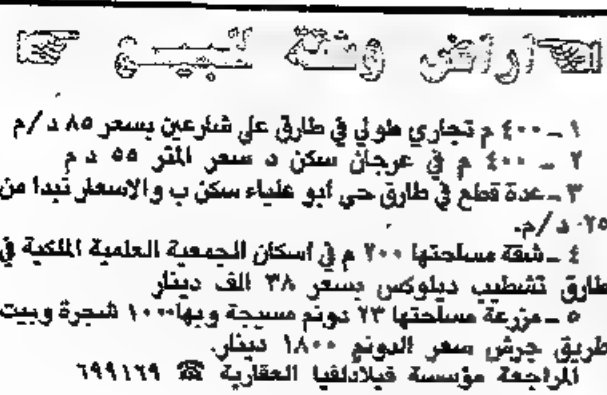 أراضي وشقة للبيع
١ - ٤٠٠ م تجاري طولي في طارق على شارعين بسعر ٨٥ د/م
٢ - ٤٠٠ م في عرجان سكن د سعر المتر ٥٥ د م
٣ - عدة قطع في طارق حي أبو علياء سكن ب والاسعار تبدا من
٢٥ د/م.
٤ - شقة مساحتها ٢٠٠ م في اسكان الجمعية العلمية الملكية في
طارق تشطيب ديلوكس بسعر ٣٨ الف دينار
٥ - مزرعة مساحتها ٢٣ دونم مسيجة وبها ١٠٠٠ شجرة وبيت
طريق جرش سعر الدونم ١٨٠٠ دينار.
المراجعة مؤسسة فيلادلفيا العقارية ☎ ٦٩٩١٦٩